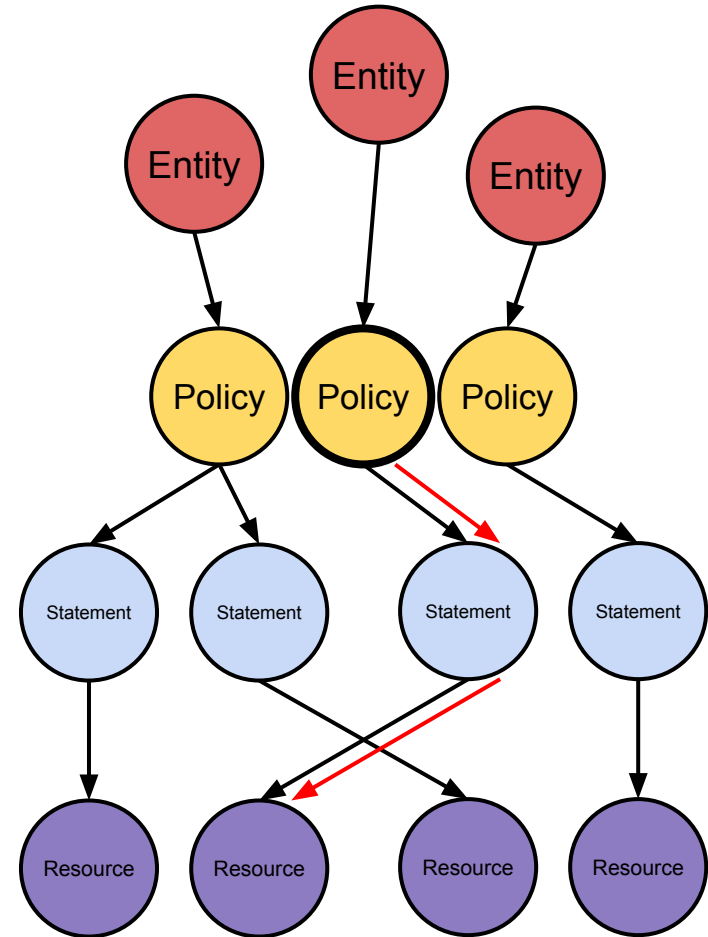 Entity
Entity
Entity
Policy
Policy
Policy
Statement
Statement
Statement
Statement
Resource
Resource
Resource
Resource